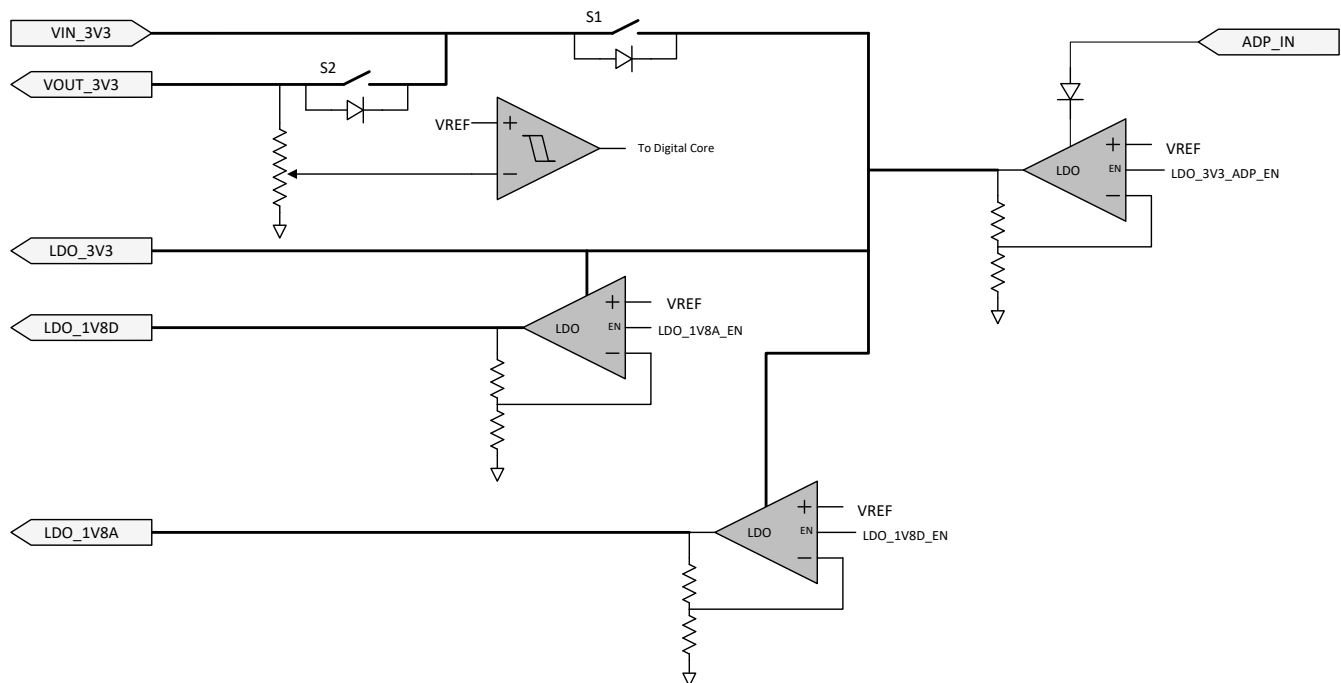 S1
VIN_3V3
ADP_IN
S2
VOUT_3V3
VREF
+
To Digital Core
−
+
VREF
LDO
EN
LDO_3V3_ADP_EN
−
LDO_3V3
+
VREF
LDO_1V8D
LDO
EN
LDO_1V8A_EN
−
+
VREF
LDO_1V8A
LDO
EN
LDO_1V8D_EN
−